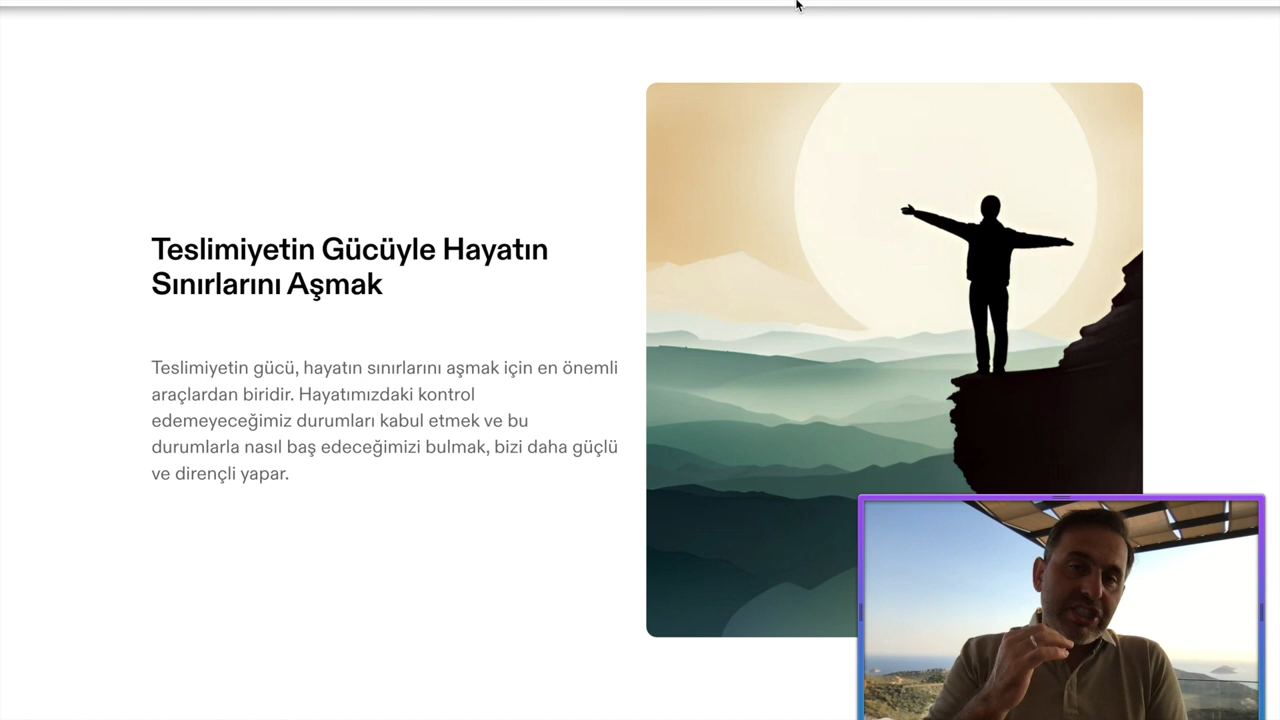 Teslimiyetin Gücüyle Hayatın
Sınırlarını Aşmak
Teslimiyetin gücü, hayatın sınırlarını aşmak için en önemli
araçlardan biridir. Hayatımızdaki kontrol
edemeyeceğimiz durumları kabul etmek ve bu
durumlarla nasıl baş edeceğimizi bulmak, bizi daha güçlü
ve dirençli yapar.